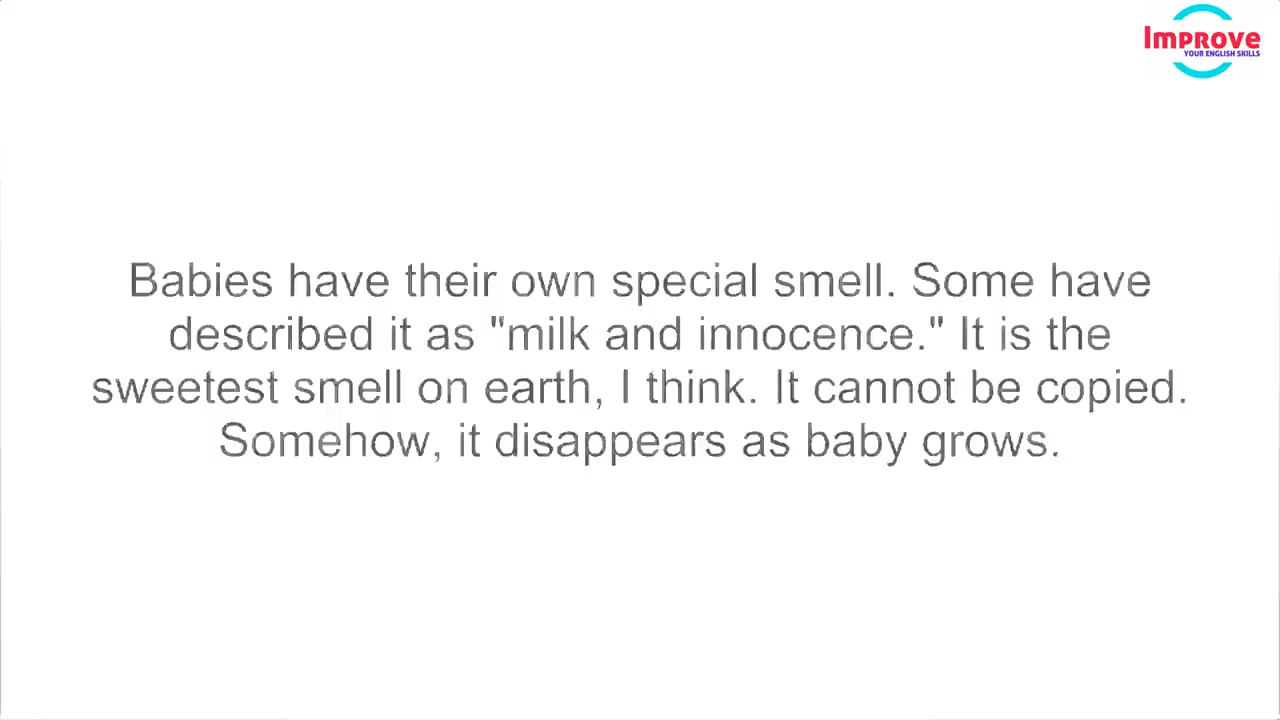 Improve
YOUR ENGLISH SKILLS
Babies have their own special smell. Some have
described it as "milk and innocence." It is the
sweetest smell on earth, I think. It cannot be copied.
Somehow, it disappears as baby grows.